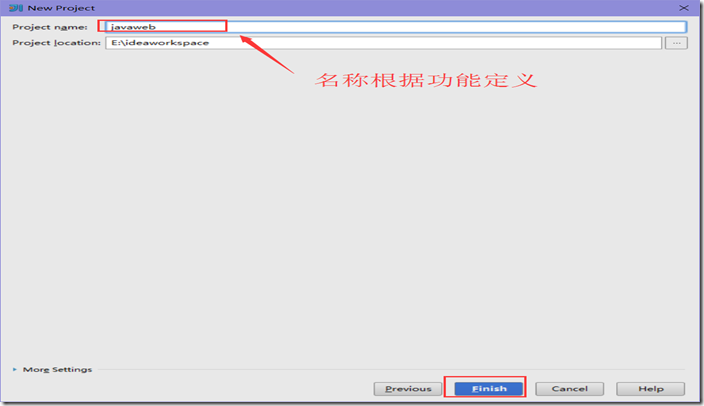 New Project
Project name: javaweb
Project location: E:\ideaworkspace ...
名称根据功能定义
More Settings
Previous Finish Cancel Help